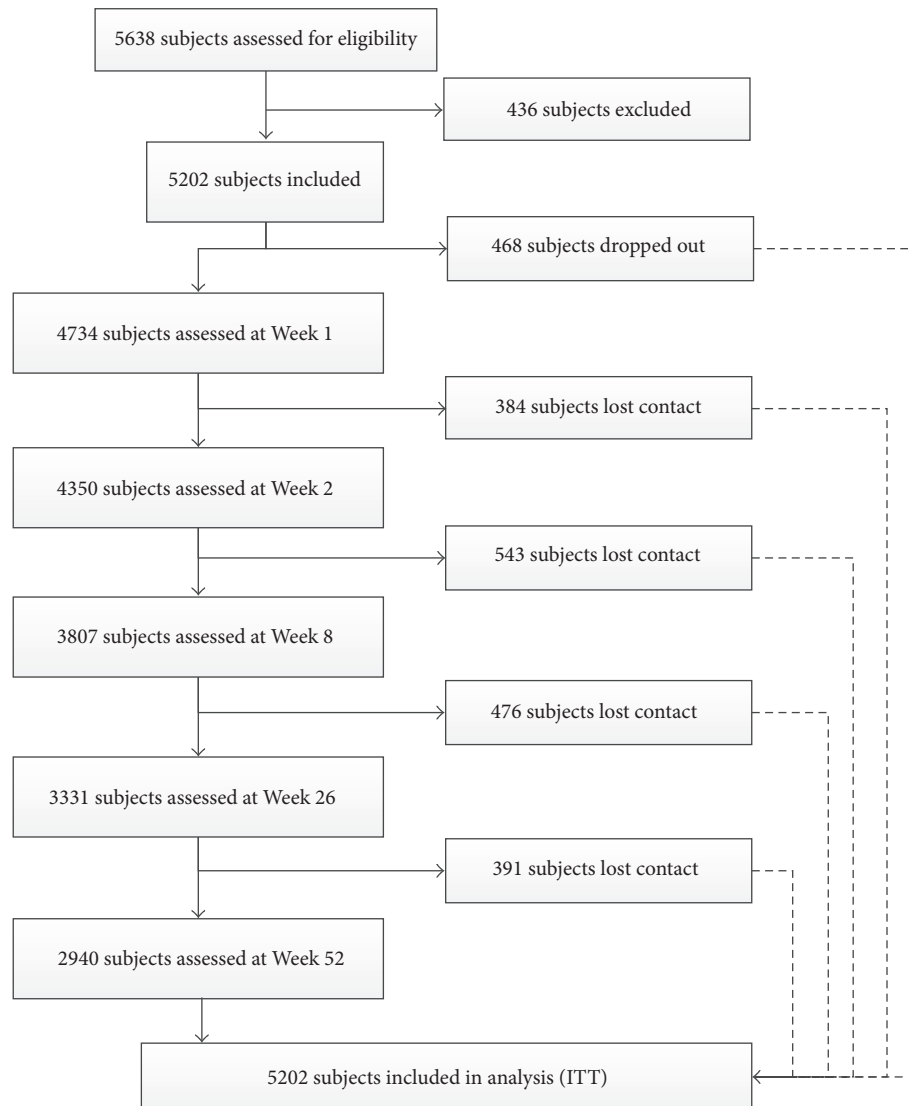 5638 subjects assessed for eligibility
436 subjects excluded
5202 subjects included
468 subjects dropped out
4734 subjects assessed at Week 1
384 subjects lost contact
4350 subjects assessed at Week 2
543 subjects lost contact
3807 subjects assessed at Week 8
476 subjects lost contact
3331 subjects assessed at Week 26
391 subjects lost contact
2940 subjects assessed at Week 52
5202 subjects included in analysis (ITT)